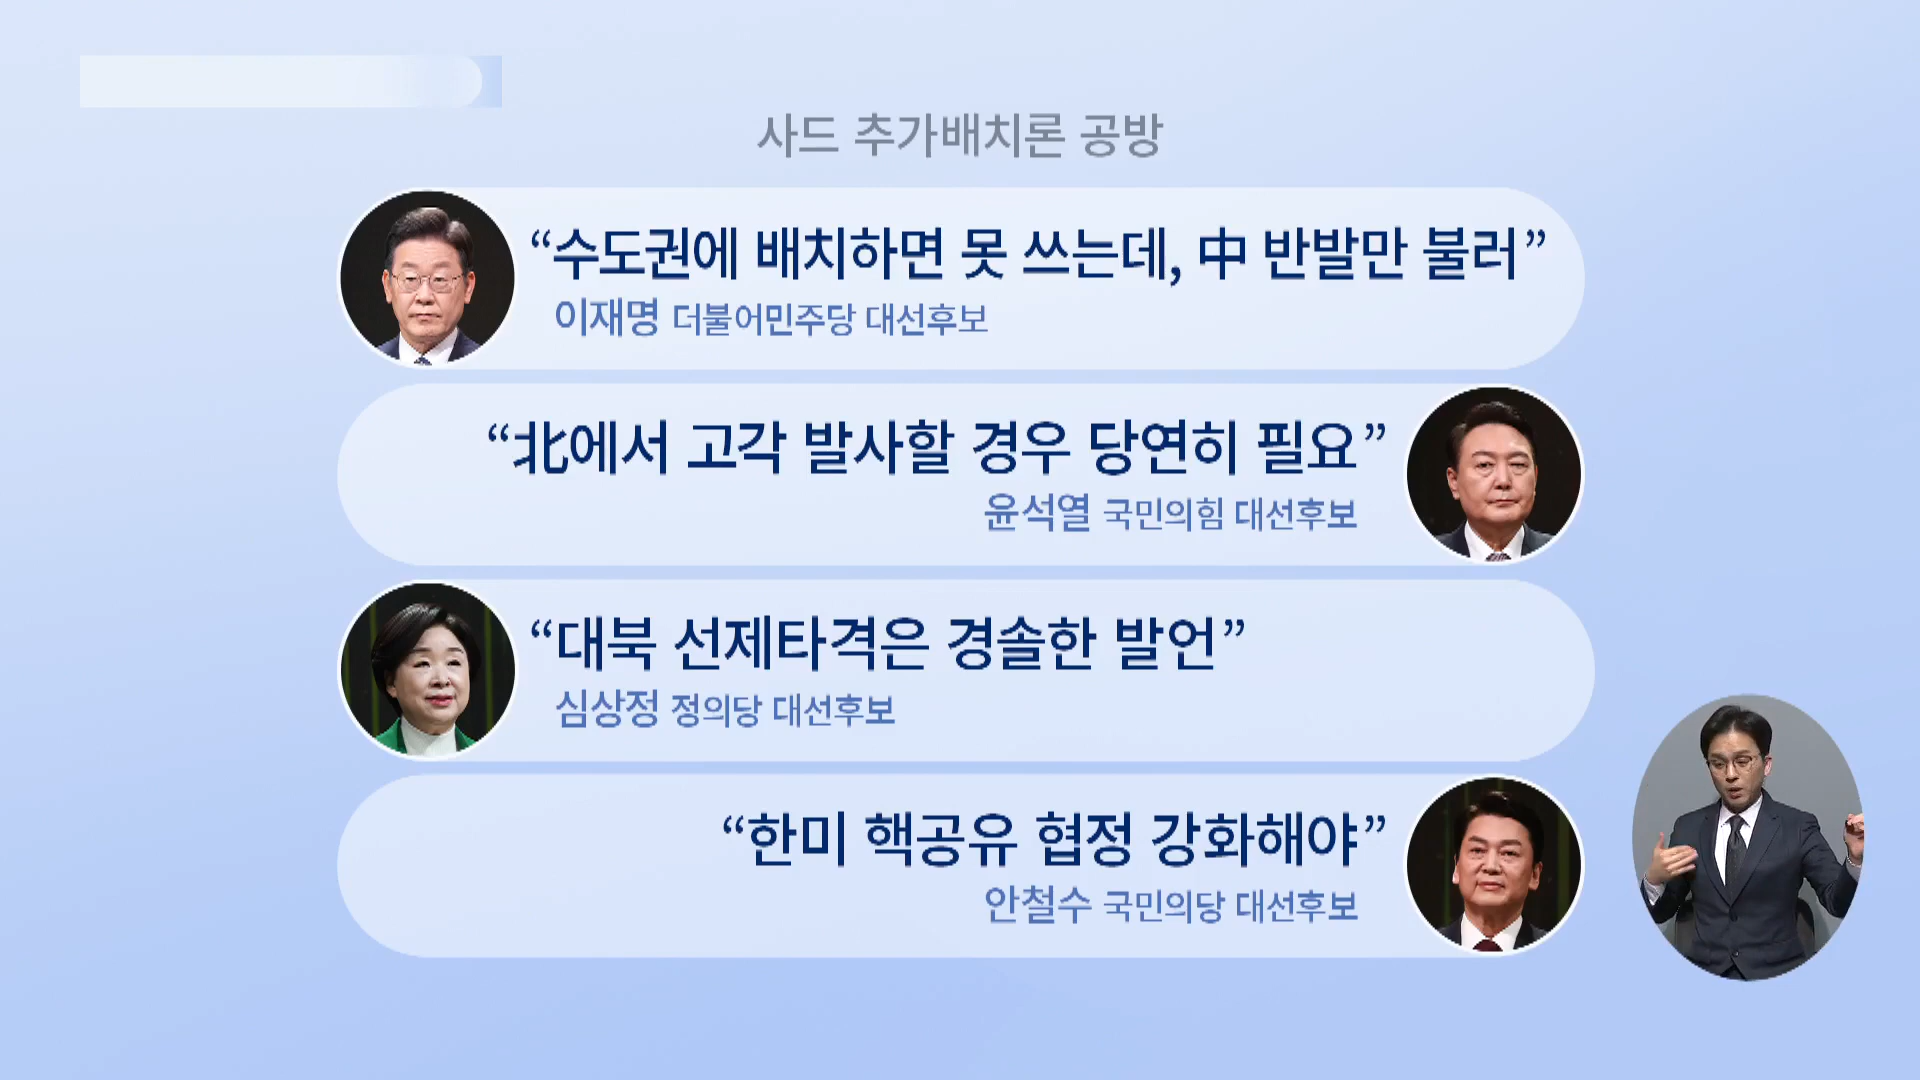 사드 추가배치론 공방
“수도권에 배치하면 못 쓰는데, 中 반발만 불러”
이재명 더불어민주당 대선후보
“北에서 고각 발사할 경우 당연히 필요”
윤석열 국민의힘 대선후보
“대북 선제타격은 경솔한 발언”
심상정 정의당 대선후보
“한미 핵공유 협정 강화해야”
안철수 국민의당 대선후보